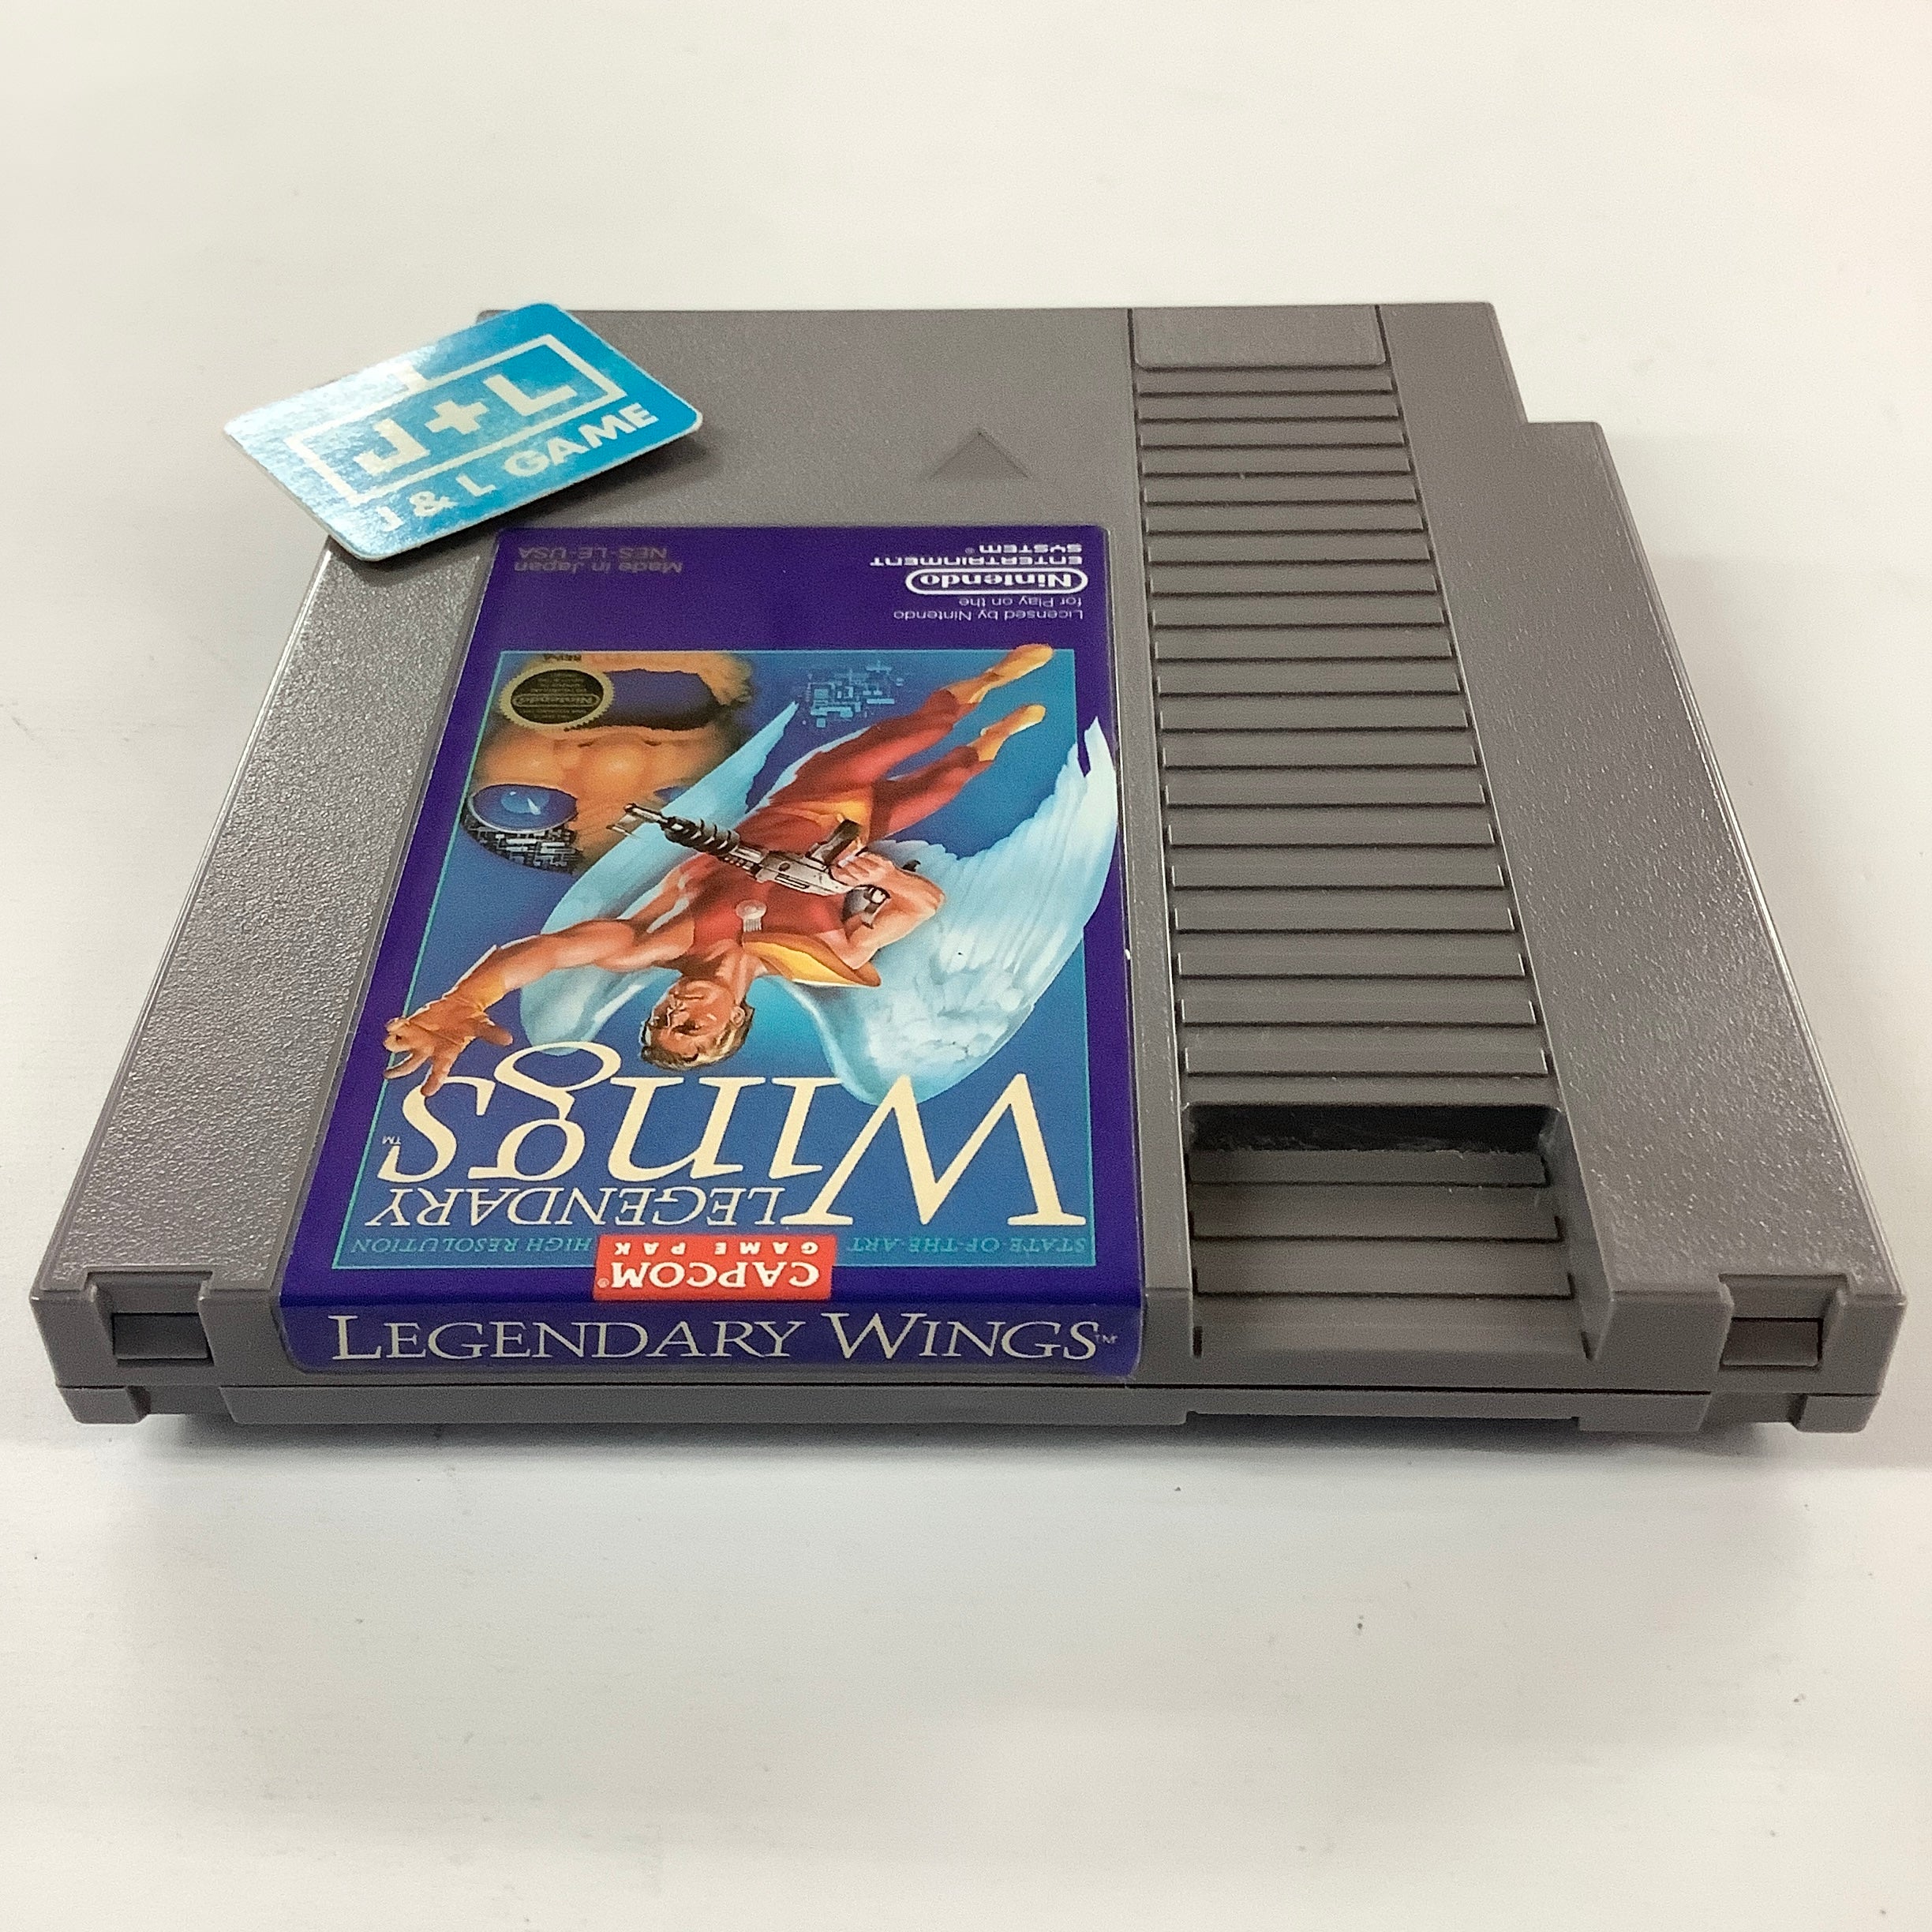 J+L
J & L GAME
LEGENDARY WINGS™
CAPCOM®
GAME PAK
STATE-OF-THE-ART HIGH RESOLUTION
LEGENDARY
WINGS™
Nintendo
Licensed by Nintendo
for Play on the
Nintendo
ENTERTAINMENT
SYSTEM®
Made in Japan
NES-LE-USA